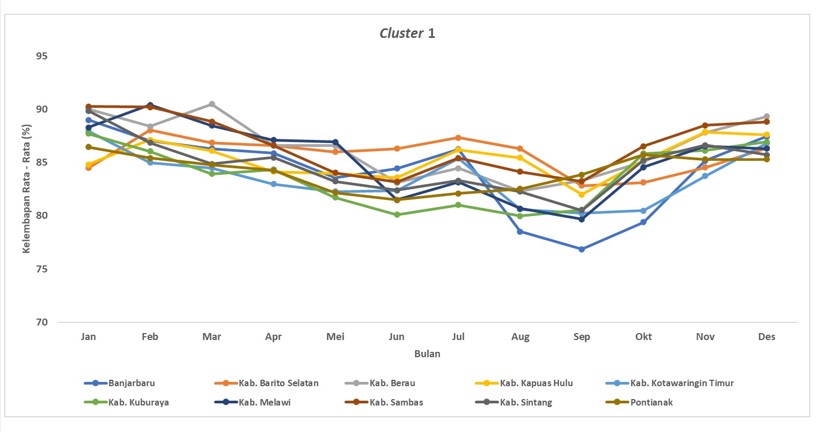 Cluster 1
95
90
85
80
75
70
Kelembapan Rata - Rata (%)
Jan Feb Mar Apr Mei Jun Jul Aug Sep Okt Nov Des
Bulan
Banjarbaru Kab. Barito Selatan Kab. Berau Kab. Kapuas Hulu Kab. Kotawaringin Timur
Kab. Kuburaya Kab. Melawi Kab. Sambas Kab. Sintang Pontianak